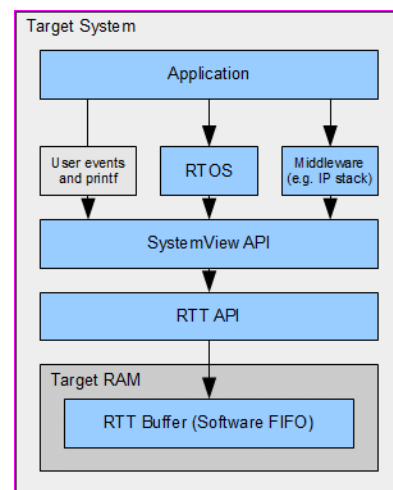 Target System
Application
User events
and printf
RTOS
Middleware
(e.g. IP stack)
SystemView API
RTT API
Target RAM
RTT Buffer (Software FIFO)